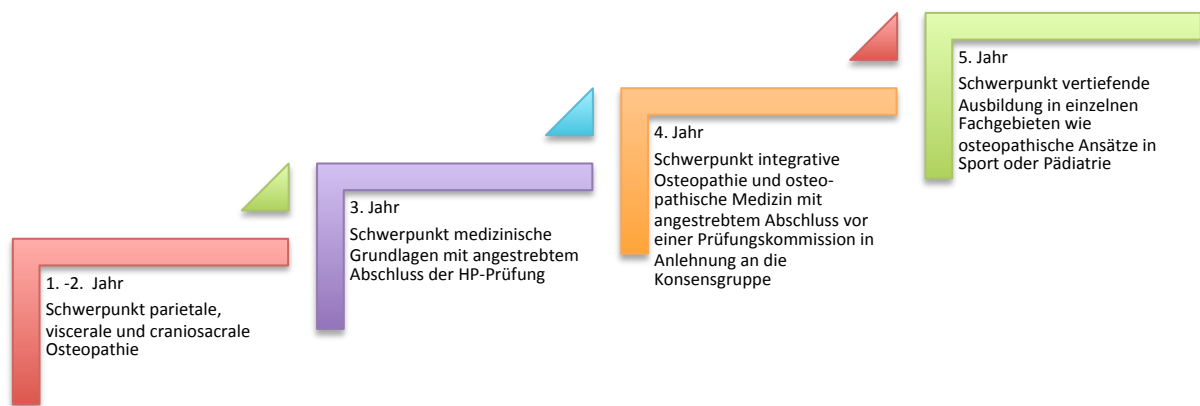 1. -2. Jahr
Schwerpunkt parietale,
viscerale und craniosacrale
Osteopathie
3. Jahr
Schwerpunkt medizinische
Grundlagen mit angestrebtem
Abschluss der HP-Prüfung
4. Jahr
Schwerpunkt integrative
Osteopathie und osteo-
pathische Medizin mit
angestrebtem Abschluss vor
einer Prüfungskommission in
Anlehnung an die
Konsensgruppe
5. Jahr
Schwerpunkt vertiefende
Ausbildung in einzelnen
Fachgebieten wie
osteopathische Ansätze in
Sport oder Pädiatrie